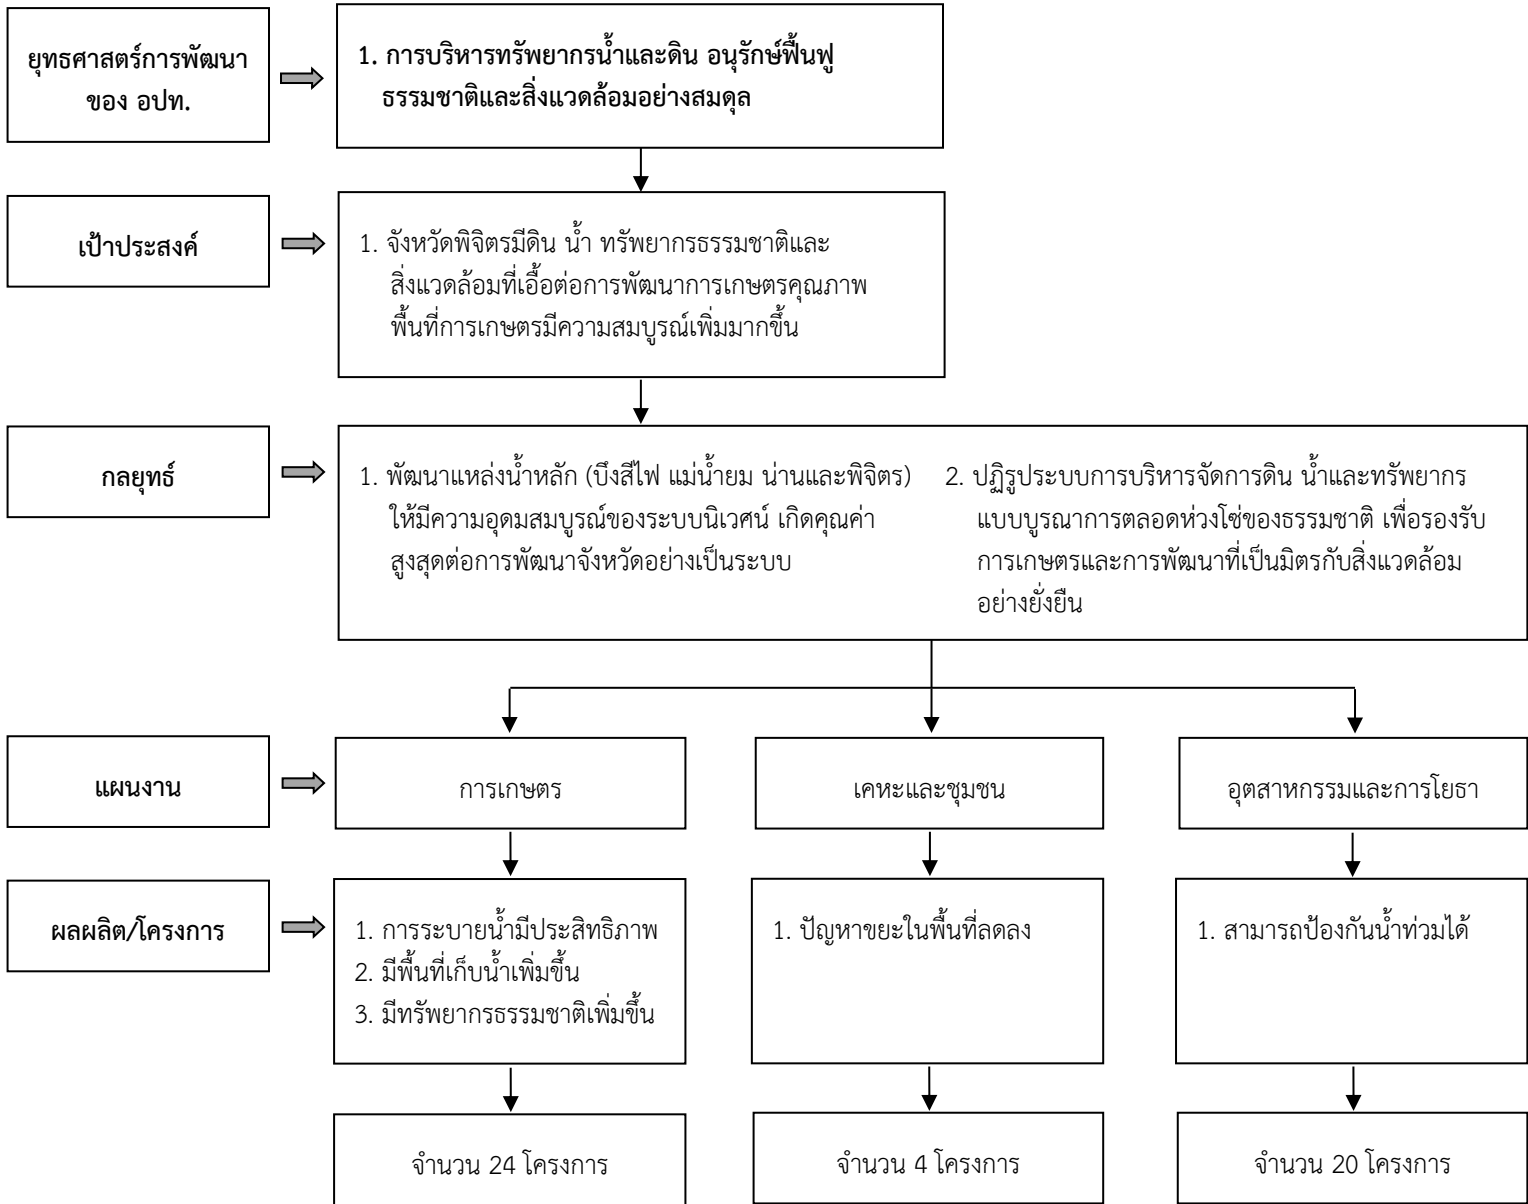 ยุทธศาสตร์การพัฒนา
ของ อปท.
1. การบริหารทรัพยากรน้ำและดิน อนุรักษ์ฟื้นฟู
ธรรมชาติและสิ่งแวดล้อมอย่างสมดุล
เป้าประสงค์
1. จังหวัดพิจิตรมีดิน น้ำ ทรัพยากรธรรมชาติและ
สิ่งแวดล้อมที่เอื้อต่อการพัฒนาการเกษตรคุณภาพ
พื้นที่การเกษตรมีความสมบูรณ์เพิ่มมากขึ้น
กลยุทธ์
1. พัฒนาแหล่งน้ำหลัก (บึงสีไฟ แม่น้ำยม น่านและพิจิตร)
ให้มีความอุดมสมบูรณ์ของระบบนิเวศน์ เกิดคุณค่า
สูงสุดต่อการพัฒนาจังหวัดอย่างเป็นระบบ
2. ปฏิรูประบบการบริหารจัดการดิน น้ำและทรัพยากร
แบบบูรณาการตลอดห่วงโซ่ของธรรมชาติ เพื่อรองรับ
การเกษตรและการพัฒนาที่เป็นมิตรกับสิ่งแวดล้อม
อย่างยั่งยืน
แผนงาน
การเกษตร
เคหะและชุมชน
อุตสาหกรรมและการโยธา
ผลผลิต/โครงการ
1. การระบายน้ำมีประสิทธิภาพ
2. มีพื้นที่เก็บน้ำเพิ่มขึ้น
3. มีทรัพยากรธรรมชาติเพิ่มขึ้น
1. ปัญหาขยะในพื้นที่ลดลง
1. สามารถป้องกันน้ำท่วมได้
จำนวน 24 โครงการ
จำนวน 4 โครงการ
จำนวน 20 โครงการ